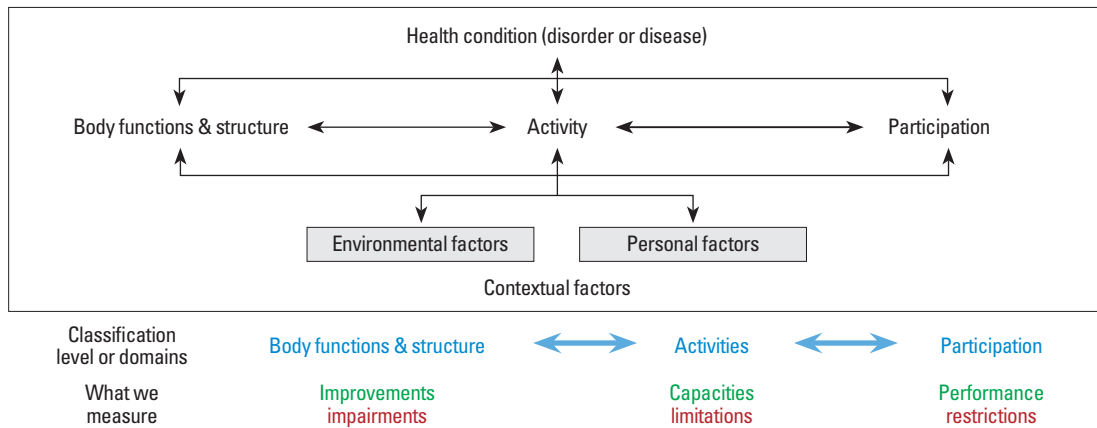 Health condition (disorder or disease)
Body functions & structure
Activity
Participation
Environmental factors
Personal factors
Contextual factors
Classification
level or domains
Body functions & structure
Activities
Participation
What we
measure
Improvements
impairments
Capacities
limitations
Performance
restrictions